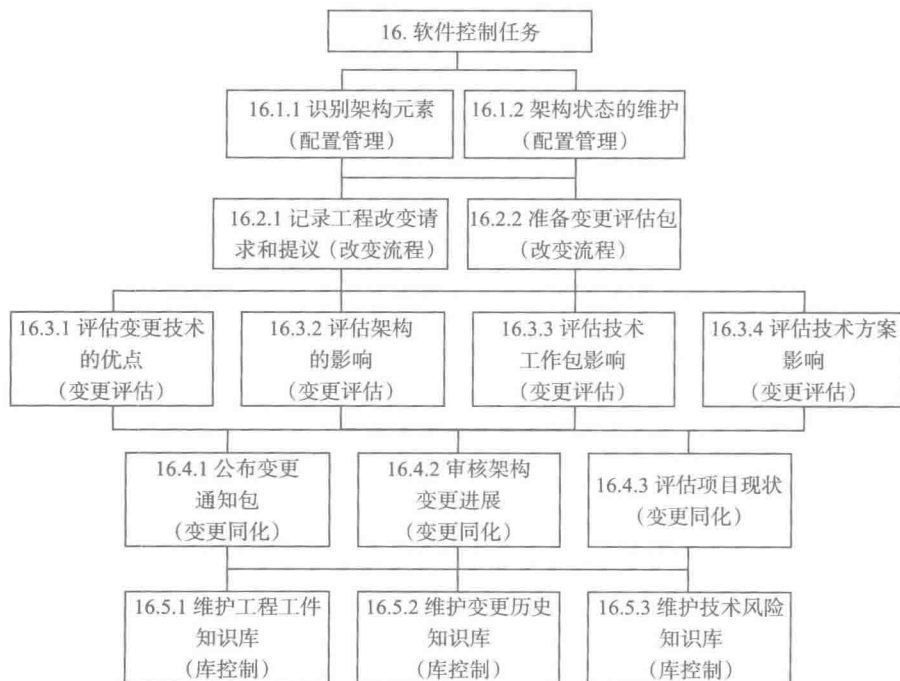 16. 软件控制任务
16.1.1 识别架构元素
（配置管理）
16.1.2 架构状态的维护
（配置管理）
16.2.1 记录工程改变请
求和提议（改变流程）
16.2.2 准备变更评估包
（改变流程）
16.3.1 评估变更技术
的优点
（变更评估）
16.3.2 评估架构
的影响
（变更评估）
16.3.3 评估技术
工作包影响
（变更评估）
16.3.4 评估技术方案
影响
（变更评估）
16.4.1 公布变更
通知包
（变更同化）
16.4.2 审核架构
变更进展
（变更同化）
16.4.3 评估项目现状
（变更同化）
16.5.1 维护工程工件
知识库
（库控制）
16.5.2 维护变更历史
知识库
（库控制）
16.5.3 维护技术风险
知识库
（库控制）